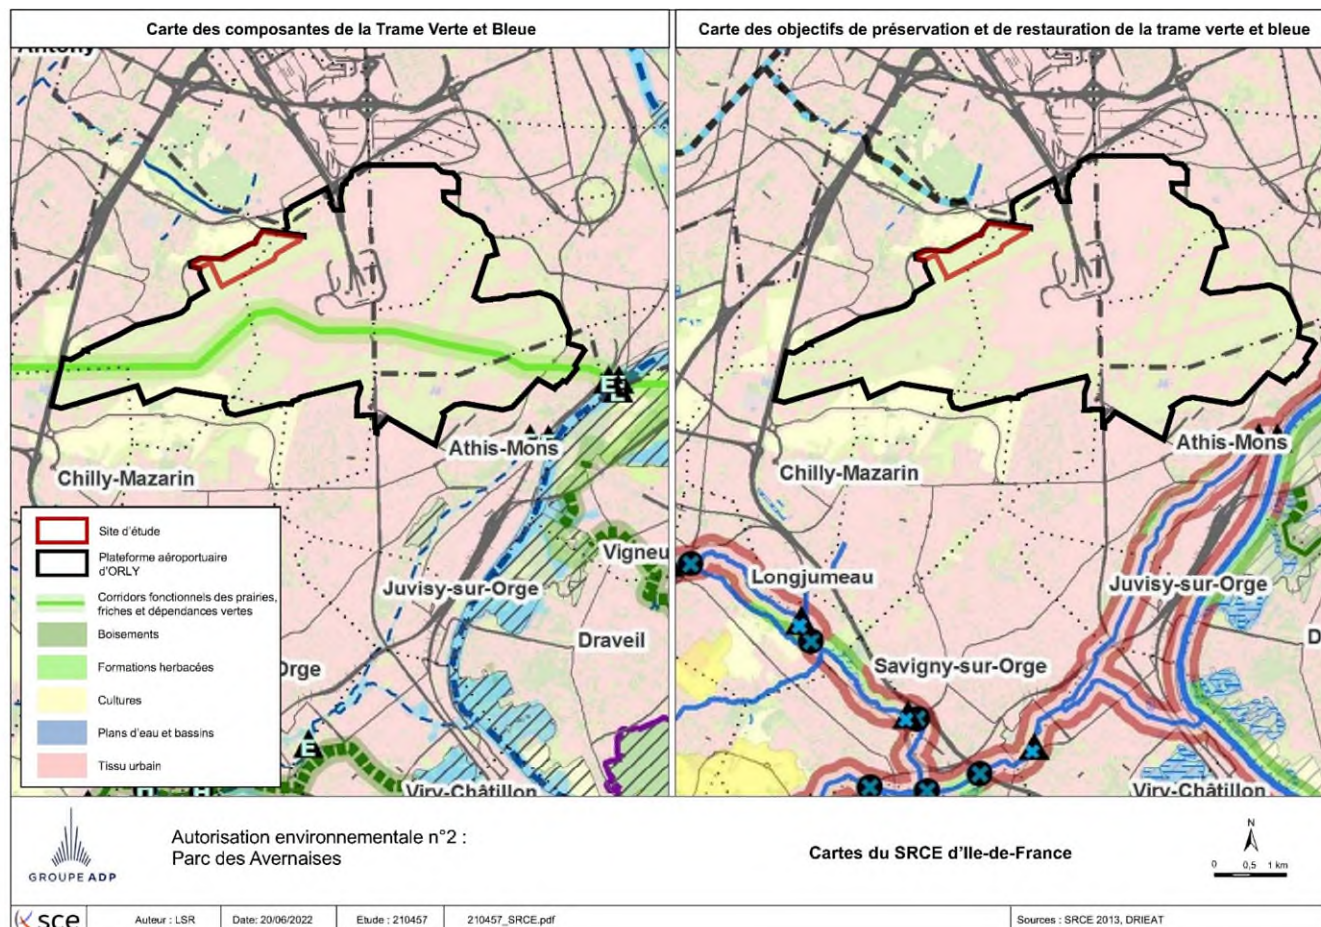 Carte des composantes de la Trame Verte et Bleue
Carte des objectifs de préservation et de restauration de la trame verte et bleue
Antony
Athis-Mons
Chilly-Mazarin
Vigneu
Juvisy-sur-Orge
Draveil
Orge
Viry-Châtillon
E
E
H
H
Site d'étude
Plateforme aéroportuaire
d'ORLY
Corridors fonctionnels des prairies,
friches et dépendances vertes
Boisements
Formations herbacées
Cultures
Plans d'eau et bassins
Tissu urbain
Athis-Mons
Chilly-Mazarin
Longjumeau
Juvisy-sur-Orge
D
Savigny-sur-Orge
Viry-Châtillon
GROUPE ADP
Autorisation environnementale n°2 :
Parc des Avernaises
Cartes du SRCE d'Ile-de-France
N
0 0,5 1 km
sce
Auteur : LSR
Date: 20/06/2022
Etude : 210457
210457_SRCE.pdf
Sources : SRCE 2013, DRIEAT